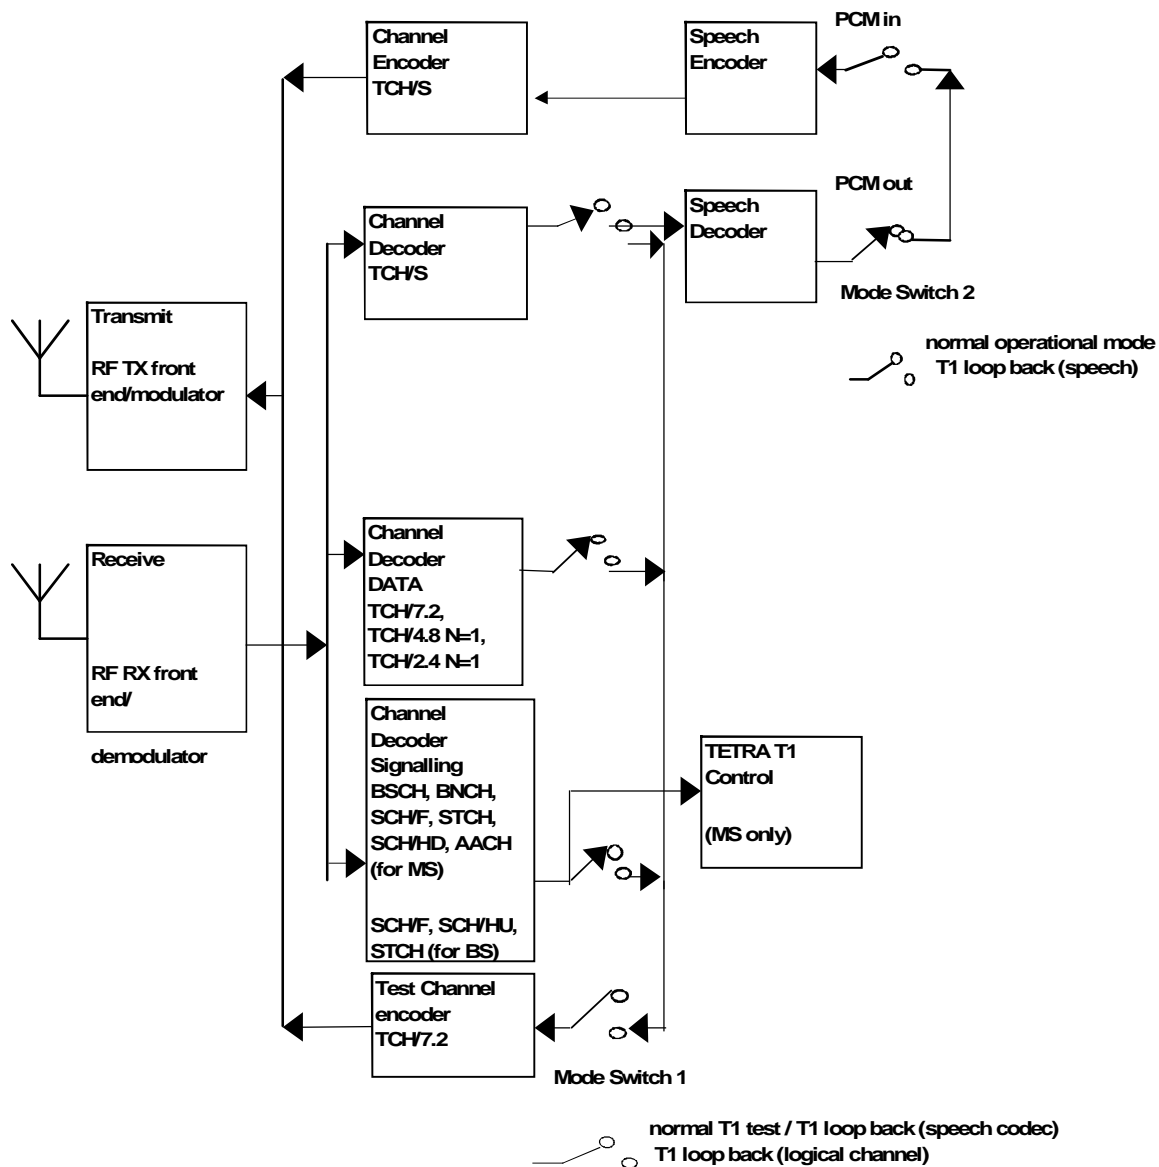 PCM in
Channel
Encoder
TCH/S
Speech
Encoder
PCM out
Channel
Decoder
TCH/S
Speech
Decoder
Mode Switch 2
normal operational mode
T1 loop back (speech)
Transmit
RF TX front
end/modulator
Receive
RF RX front
end/
demodulator
Channel
Decoder
DATA
TCH/7.2,
TCH/4.8 N=1,
TCH/2.4 N=1
Channel
Decoder
Signalling
BSCH, BNCH,
SCH/F, STCH,
SCH/HD, AACH
(for MS)
SCH/F, SCH/HU,
STCH (for BS)
TETRA T1
Control
(MS only)
Test Channel
encoder
TCH/7.2
Mode Switch 1
normal T1 test / T1 loop back (speech codec)
T1 loop back (logical channel)